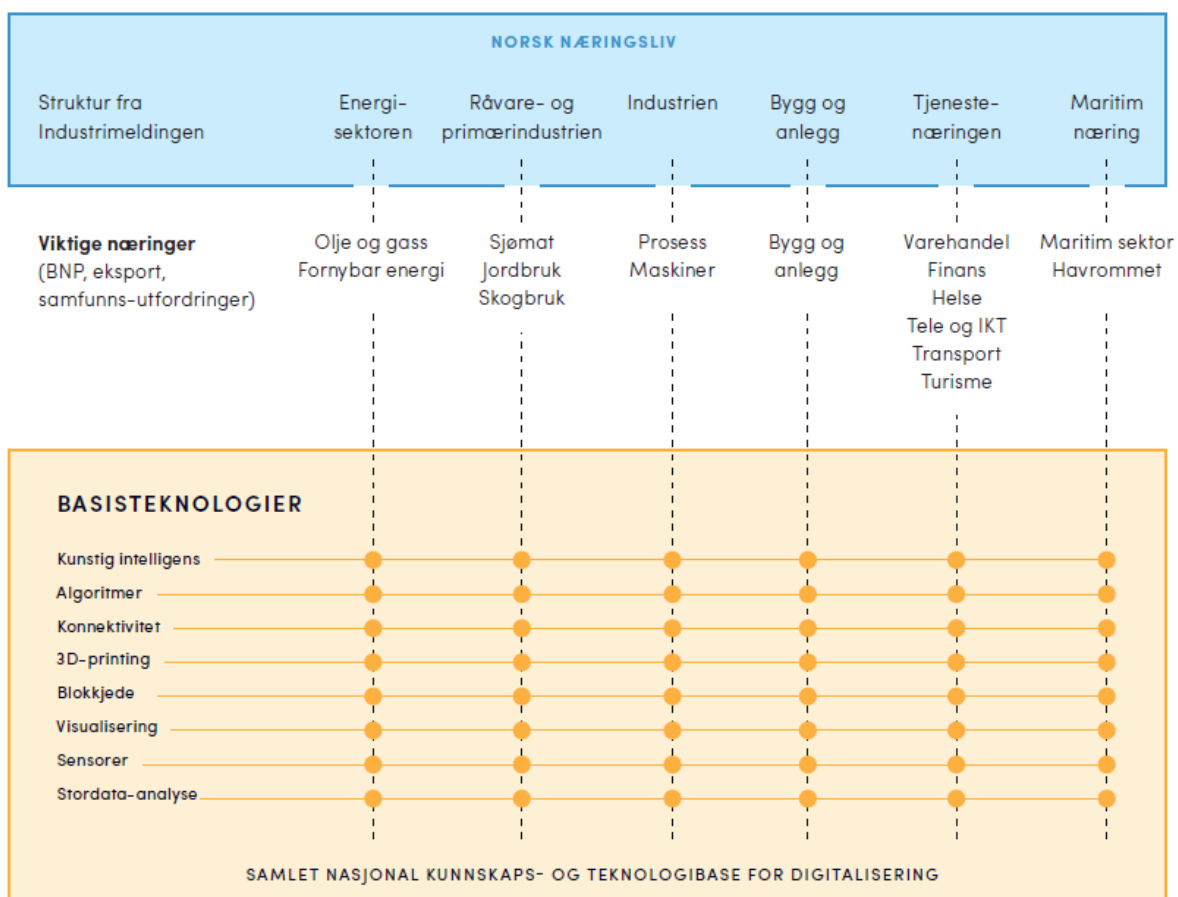 NORSK NÆRINGSLIV
Struktur fra
Industrimeldingen
Energi-
sektoren
Råvare- og
primærindustrien
Industrien
Bygg og
anlegg
Tjeneste-
næringen
Maritim
næring
Viktige næringer
(BNP, eksport,
samfunns-utfordringer)
Olje og gass
Fornybar energi
Sjømat
Jordbruk
Skogbruk
Prosess
Maskiner
Bygg og
anlegg
Varehandel
Finans
Helse
Tele og IKT
Transport
Turisme
Maritim sektor
Havrommet
BASISTEKNOLOGIER
Kunstig intelligens
Algoritmer
Konnektivitet
3D-printing
Blokkjede
Visualisering
Sensorer
Stordata-analyse
SAMLET NASJONAL KUNNSKAPS- OG TEKNOLOGIBASE FOR DIGITALISERING